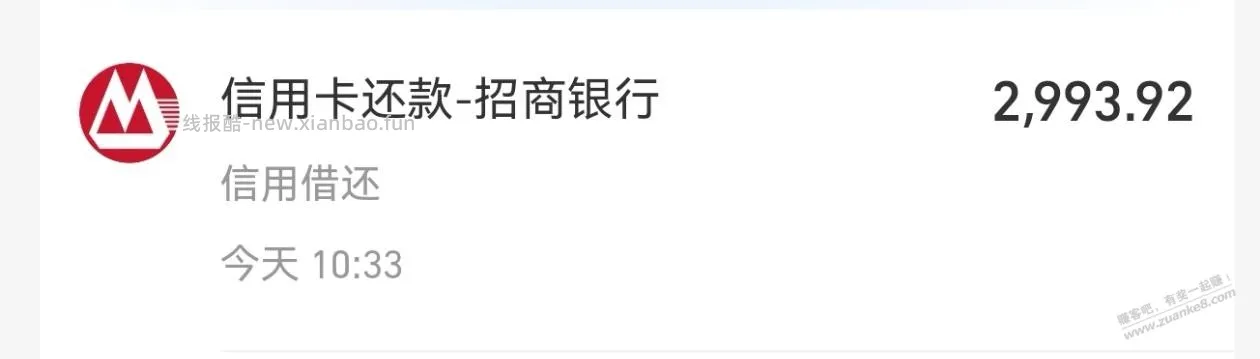 信用卡还款-招商银行
2,993.92
线报酷-new.xianbao.fun
信用借还
今天 10:33
赚客吧，有奖一起赚！
www.zuanke8.com